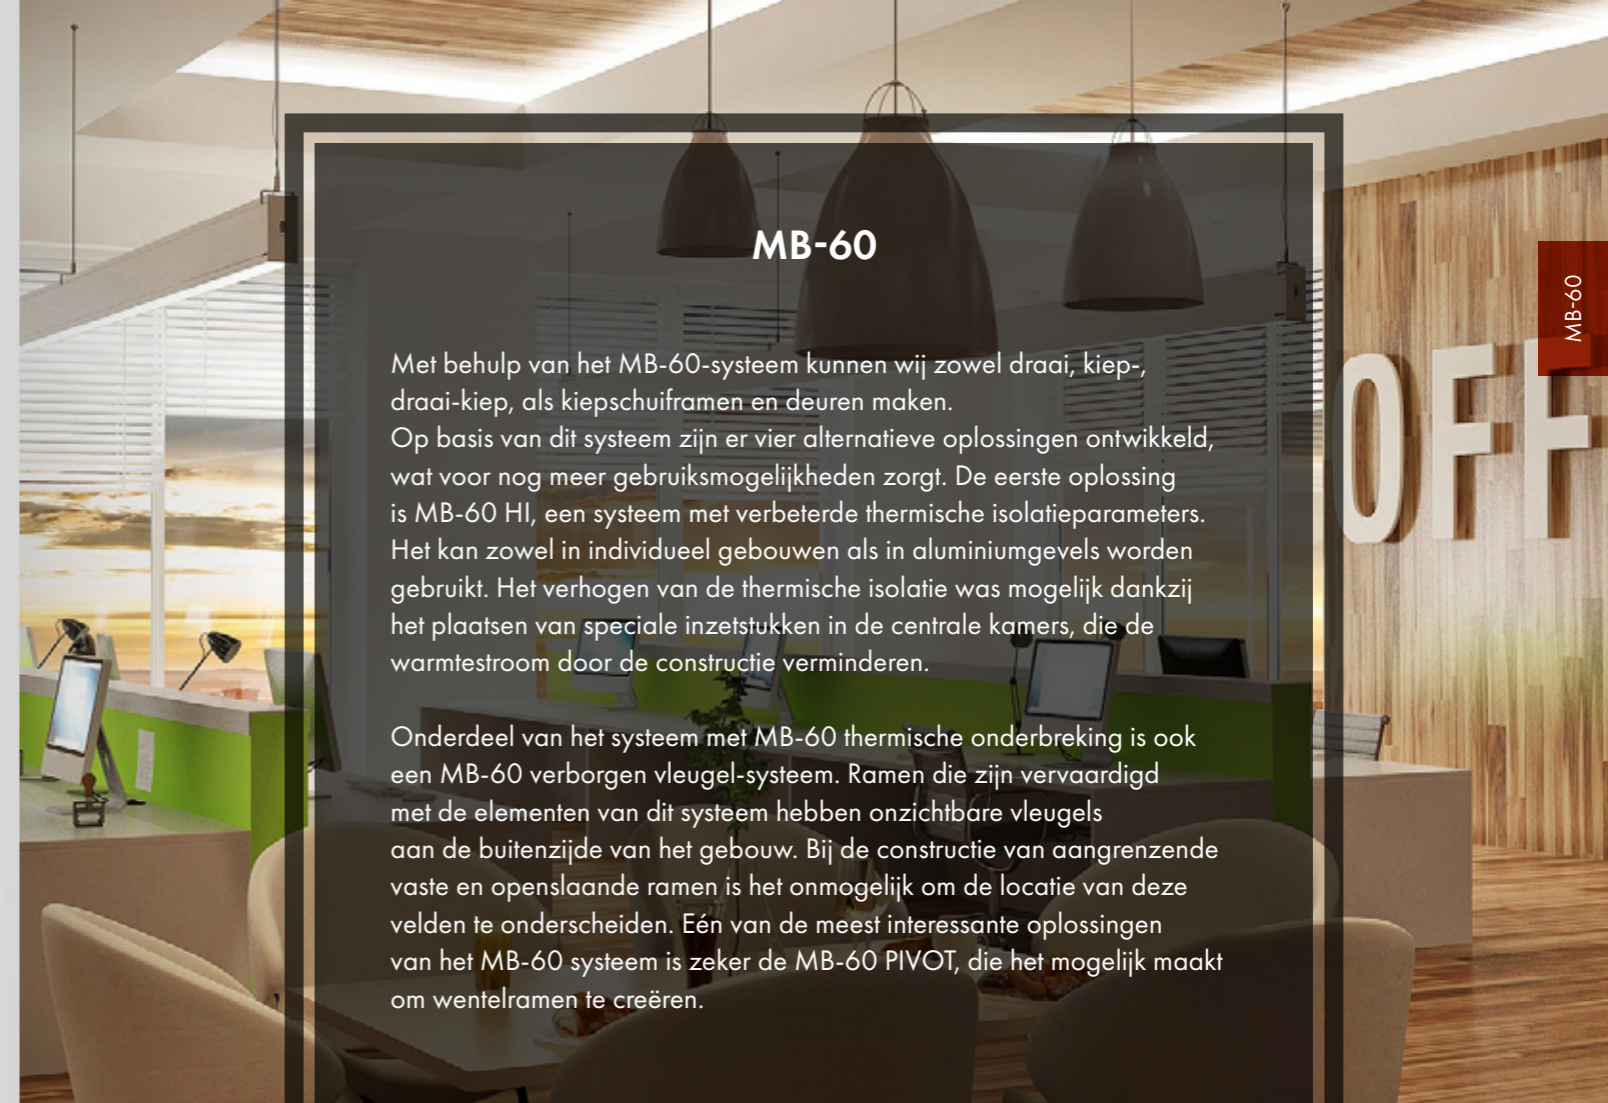 MB-60
MB-60
OFF
Met behulp van het MB-60-systeem kunnen wij zowel draai, kiep-,
draai-kiep, als kiepschuiframen en deuren maken.
Op basis van dit systeem zijn er vier alternatieve oplossingen ontwikkeld,
wat voor nog meer gebruiksmogelijkheden zorgt. De eerste oplossing
is MB-60 HI, een systeem met verbeterde thermische isolatieparameters.
Het kan zowel in individueel gebouwen als in aluminiumgevels worden
gebruikt. Het verhogen van de thermische isolatie was mogelijk dankzij
het plaatsen van speciale inzetstukken in de centrale kamers, die de
warmtestroom door de constructie verminderen.
Onderdeel van het systeem met MB-60 thermische onderbreking is ook
een MB-60 verborgen vleugel-systeem. Ramen die zijn vervaardigd
met de elementen van dit systeem hebben onzichtbare vleugels
aan de buitenzijde van het gebouw. Bij de constructie van aangrenzende
vaste en openslaande ramen is het onmogelijk om de locatie van deze
velden te onderscheiden. Eén van de meest interessante oplossingen
van het MB-60 systeem is zeker de MB-60 PIVOT, die het mogelijk maakt
om wentelramen te creëren.